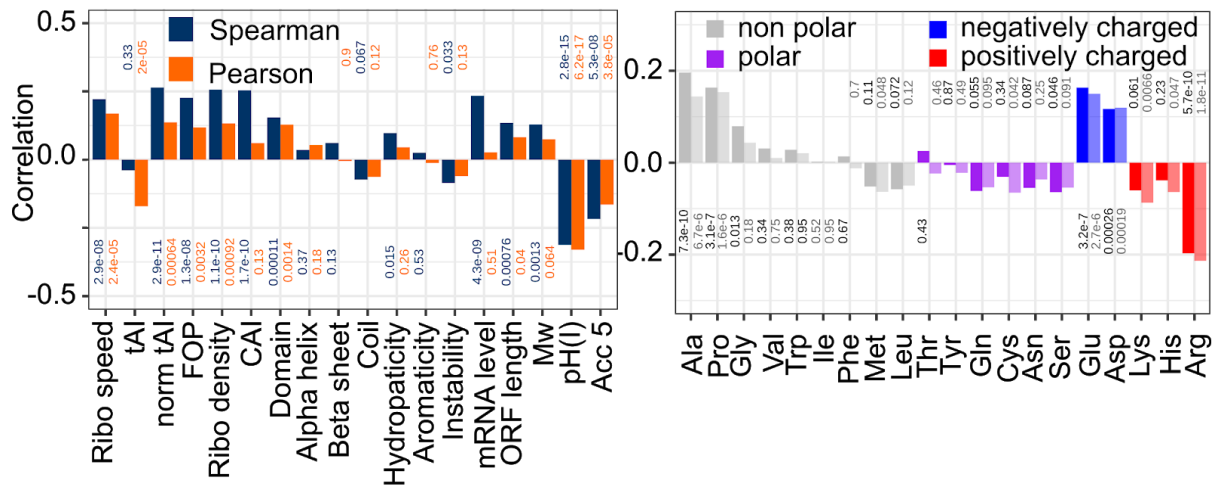 Spearman
Pearson
0.5
0.0
-0.5
Correlation
0.33
2e-05
0.9
0.067
0.12
0.76
0.033
0.13
2.8e-15
6.2e-17
5.3e-08
3.8e-05
2.9e-08
2.4e-05
2.9e-11
0.00064
1.3e-08
0.0032
1.1e-10
0.00092
1.7e-10
0.13
0.00011
0.0014
0.37
0.18
0.13
0.015
0.26
0.53
4.3e-09
0.51
0.00076
0.04
0.0013
0.064
Ribo speed
tAI
norm tAI
FOP
Ribo density
CAI
Domain
Alpha helix
Beta sheet
Coil
Hydropaticity
Aromaticity
Instability
mRNA level
ORF length
Mw
pH(I)
Acc 5
non polar
polar
negatively charged
positively charged
0.2
0.0
-0.2
0.7
0.11
0.048
0.072
0.12
0.46
0.87
0.49
0.055
0.095
0.34
0.042
0.087
0.25
0.046
0.091
0.061
0.0066
0.23
0.047
5.7e-10
1.8e-11
7.3e-10
6.7e-6
3.1e-7
1.6e-6
0.013
0.18
0.34
0.75
0.38
0.95
0.52
0.95
0.67
0.43
3.2e-7
2.7e-6
0.00026
0.00019
Ala
Pro
Gly
Val
Trp
Ile
Phe
Met
Leu
Thr
Tyr
Gln
Cys
Asn
Ser
Glu
Asp
Lys
His
Arg